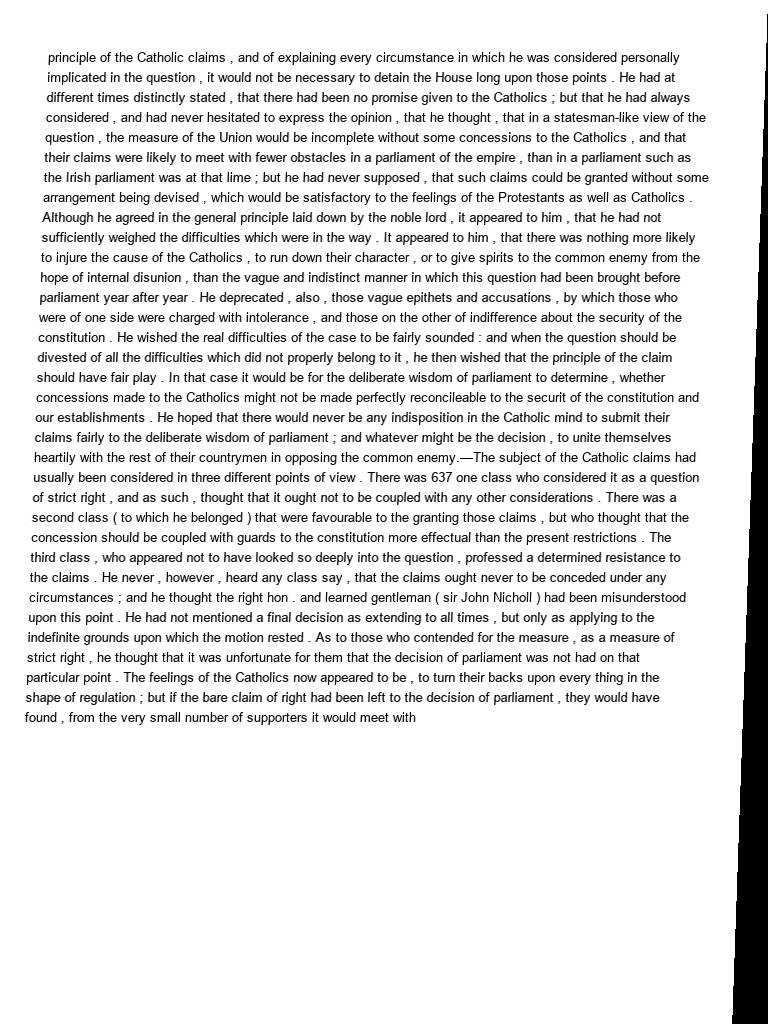 principle of the Catholic claims , and of explaining every circumstance in which he was considered personally
implicated in the question , it would not be necessary to detain the House long upon those points . He had at
different times distinctly stated , that there had been no promise given to the Catholics ; but that he had always
considered , and had never hesitated to express the opinion , that he thought , that in a statesman-like view of the
question , the measure of the Union would be incomplete without some concessions to the Catholics , and that
their claims were likely to meet with fewer obstacles in a parliament of the empire , than in a parliament such as
the Irish parliament was at that lime ; but he had never supposed , that such claims could be granted without some
arrangement being devised , which would be satisfactory to the feelings of the Protestants as well as Catholics .
Although he agreed in the general principle laid down by the noble lord , it appeared to him , that he had not
sufficiently weighed the difficulties which were in the way . It appeared to him , that there was nothing more likely
to injure the cause of the Catholics , to run down their character , or to give spirits to the common enemy from the
hope of internal disunion , than the vague and indistinct manner in which this question had been brought before
parliament year after year . He deprecated , also , those vague epithets and accusations , by which those who
were of one side were charged with intolerance , and those on the other of indifference about the security of the
constitution . He wished the real difficulties of the case to be fairly sounded : and when the question should be
divested of all the difficulties which did not properly belong to it , he then wished that the principle of the claim
should have fair play . In that case it would be for the deliberate wisdom of parliament to determine , whether
concessions made to the Catholics might not be made perfectly reconcileable to the securit of the constitution and
our establishments . He hoped that there would never be any indisposition in the Catholic mind to submit their
claims fairly to the deliberate wisdom of parliament ; and whatever might be the decision , to unite themselves
heartily with the rest of their countrymen in opposing the common enemy.—The subject of the Catholic claims had
usually been considered in three different points of view . There was 637 one class who considered it as a question
of strict right , and as such , thought that it ought not to be coupled with any other considerations . There was a
second class ( to which he belonged ) that were favourable to the granting those claims , but who thought that the
concession should be coupled with guards to the constitution more effectual than the present restrictions . The
third class , who appeared not to have looked so deeply into the question , professed a determined resistance to
the claims . He never , however , heard any class say , that the claims ought never to be conceded under any
circumstances ; and he thought the right hon . and learned gentleman ( sir John Nicholl ) had been misunderstood
upon this point . He had not mentioned a final decision as extending to all times , but only as applying to the
indefinite grounds upon which the motion rested . As to those who contended for the measure , as a measure of
strict right , he thought that it was unfortunate for them that the decision of parliament was not had on that
particular point . The feelings of the Catholics now appeared to be , to turn their backs upon every thing in the
shape of regulation ; but if the bare claim of right had been left to the decision of parliament , they would have
found , from the very small number of supporters it would meet with